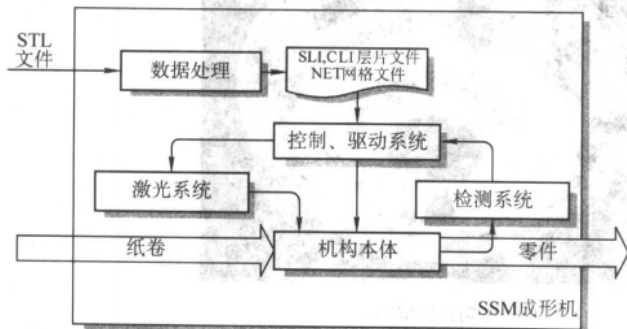 STL
文件
数据处理
SLI,CLI层片文件
NET网格文件
控制、驱动系统
激光系统
检测系统
纸卷
机构本体
零件
SSM成形机